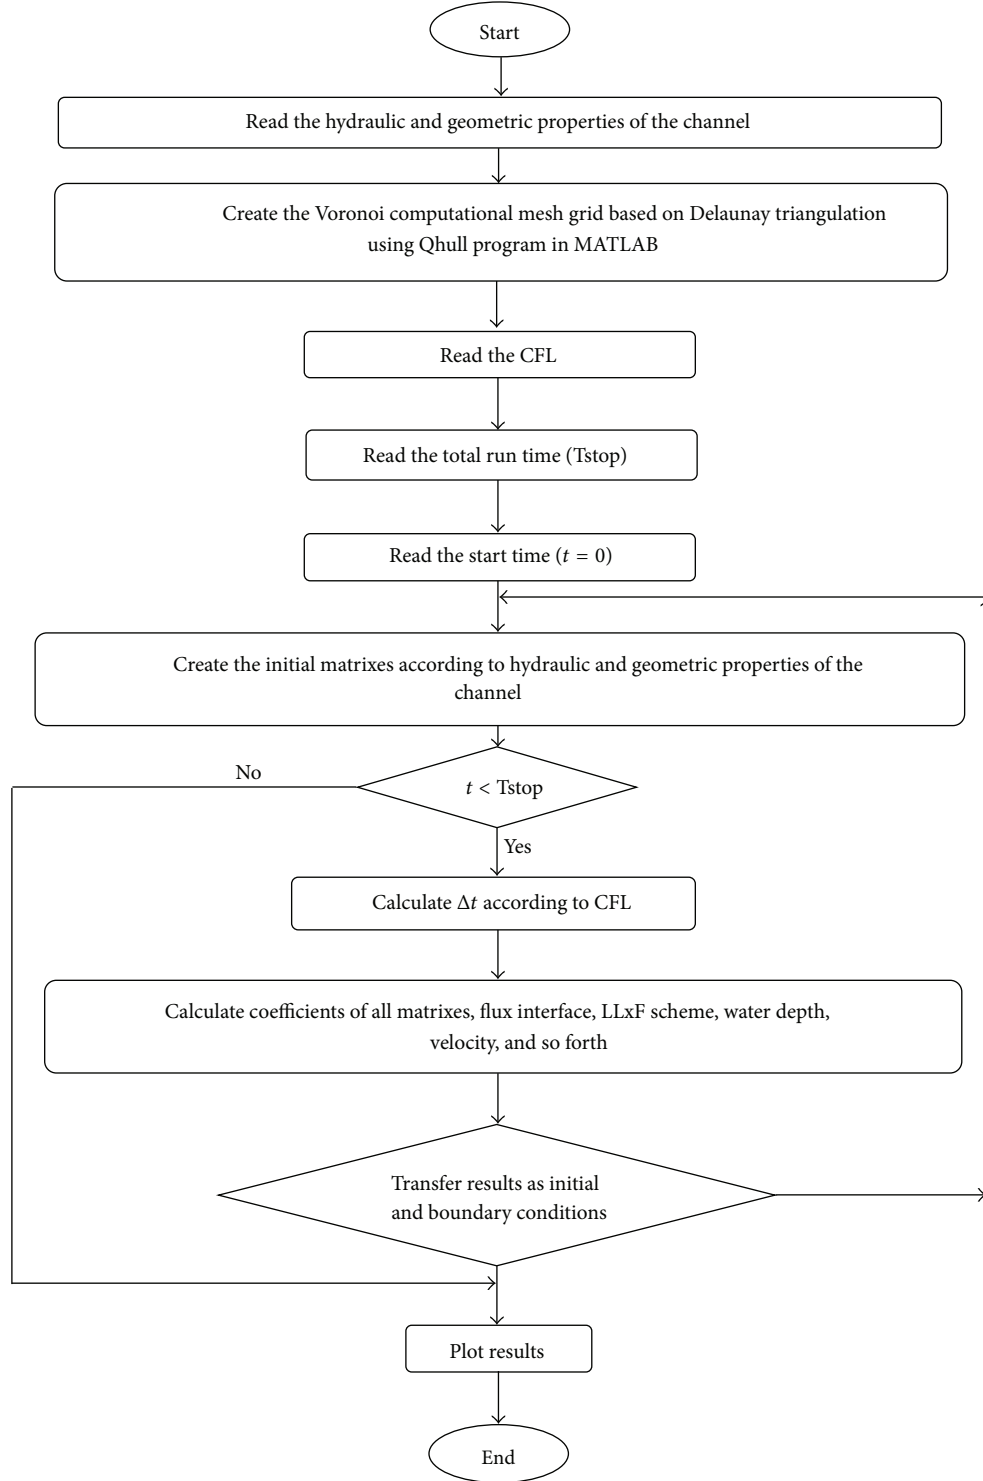 Start
Read the hydraulic and geometric properties of the channel
Create the Voronoi computational mesh grid based on Delaunay triangulation
using Qhull program in MATLAB
Read the CFL
Read the total run time (Tstop)
Read the start time (t = 0)
Create the initial matrixes according to hydraulic and geometric properties of the
channel
No
t < Tstop
Yes
Calculate Δt according to CFL
Calculate coefficients of all matrixes, flux interface, LLxF scheme, water depth,
velocity, and so forth
Transfer results as initial
and boundary conditions
Plot results
End